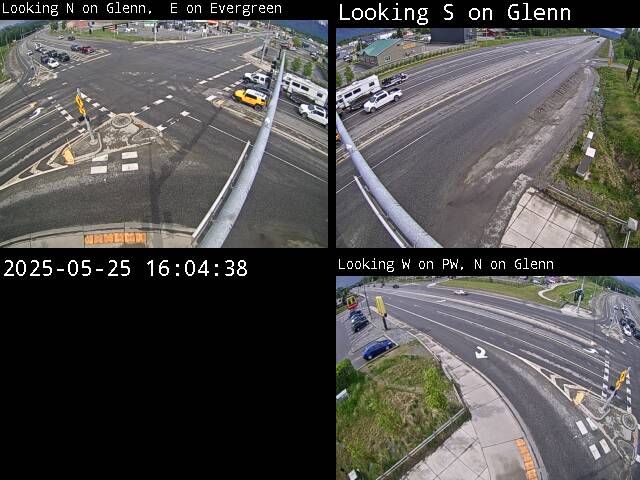 Looking N on Glenn,  E on Evergreen
Looking S on Glenn
2025-05-25 16:04:38
Looking W on PW, N on Glenn